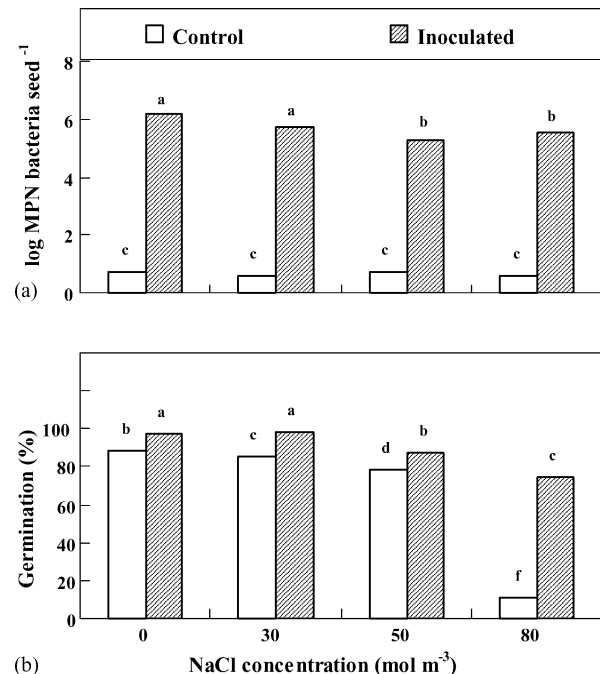 Control Inoculated
log MPN bacteria seed -1
8
a a
6 b b
4
2
c c c c
(a) 0
Germination (%)
a a
100 b c d b
80 c
60
40
20 f
0
0 30 50 80
(b) NaCl concentration (mol m-3)